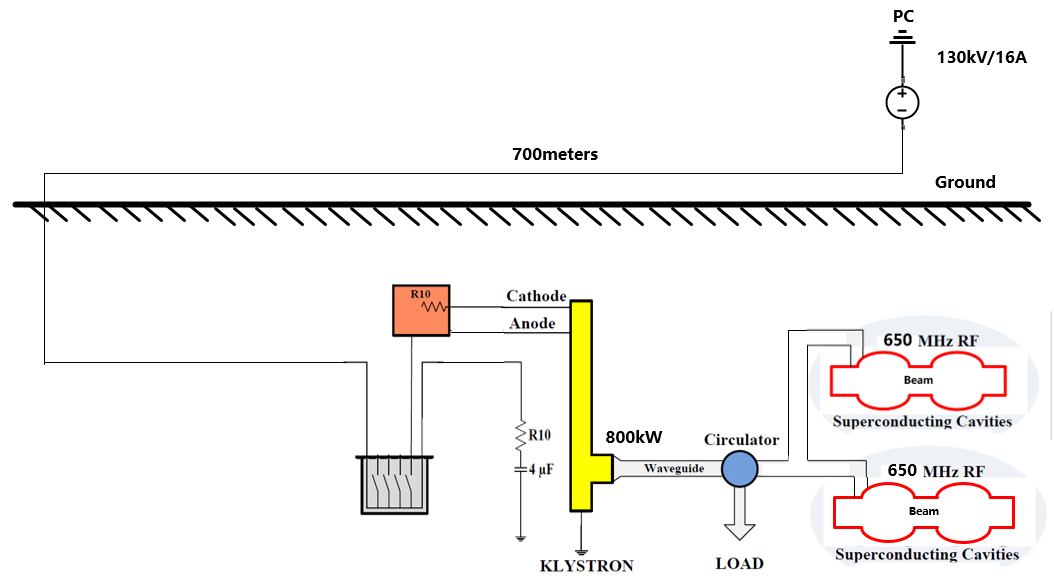 PC
130kV/16A
+
−
700meters
Ground
R10
Cathode
Anode
650 MHz RF
Beam
Superconducting Cavities
R10
4 µF
800kW
Circulator
Waveguide
650 MHz RF
Beam
Superconducting Cavities
LOAD
KLYSTRON